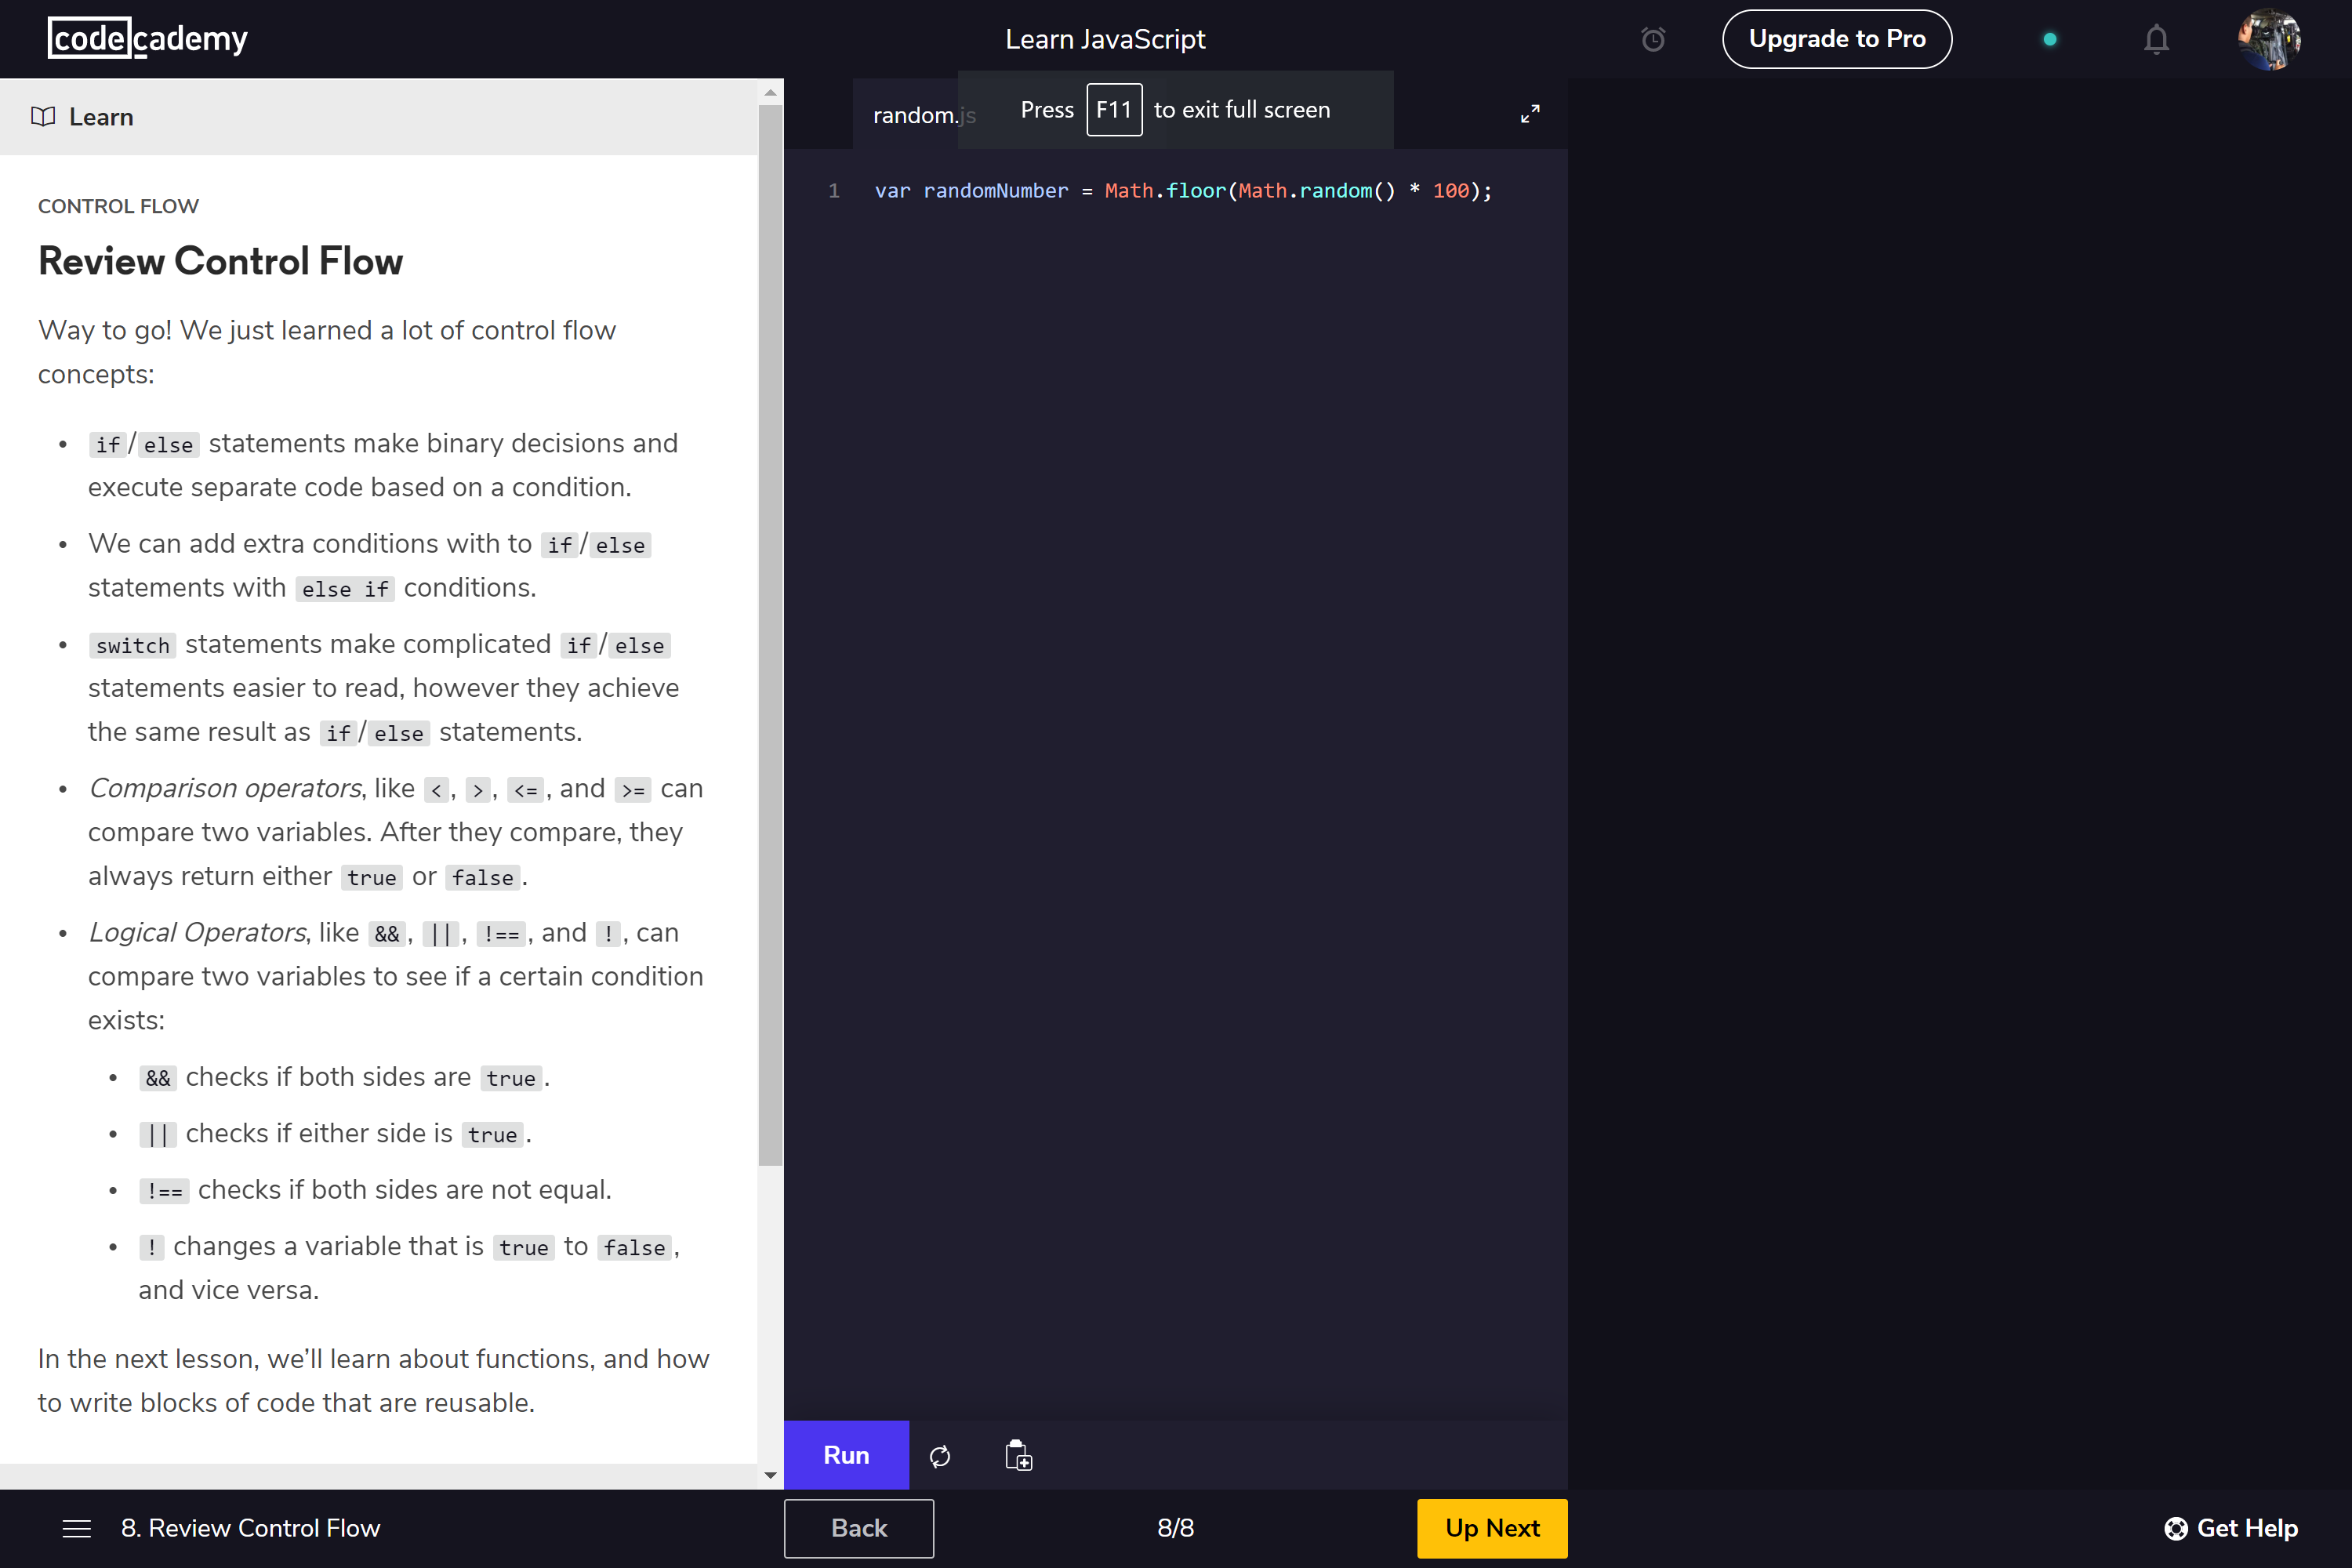 codecademy
Learn JavaScript
Upgrade to Pro
Learn
CONTROL FLOW
Review Control Flow
Way to go! We just learned a lot of control flow
concepts:
• if/else statements make binary decisions and
execute separate code based on a condition.
• We can add extra conditions with to if/else
statements with else if conditions.
• switch statements make complicated if/else
statements easier to read, however they achieve
the same result as if/else statements.
• Comparison operators, like <, >, <=, and >= can
compare two variables. After they compare, they
always return either true or false.
• Logical Operators, like &&, ||, !==, and !, can
compare two variables to see if a certain condition
exists:
• && checks if both sides are true.
• || checks if either side is true.
• !== checks if both sides are not equal.
• ! changes a variable that is true to false,
and vice versa.
In the next lesson, we’ll learn about functions, and how
to write blocks of code that are reusable.
random.js
Press F11 to exit full screen
1 var randomNumber = Math.floor(Math.random() * 100);
Run
8. Review Control Flow
Back
8/8
Up Next
Get Help